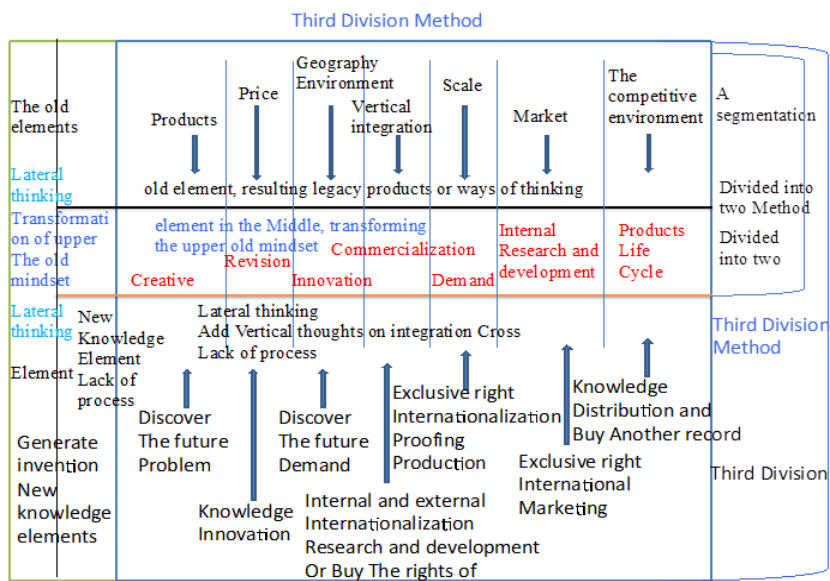 Third Division Method
The old
elements
Products
Price
Geography
Environment
Vertical
integration
Scale
Market
The
competitive
environment
A
segmentation
Lateral
thinking
old element, resulting legacy products or ways of thinking
Divided into
two Method
Transformati
on of upper
The old
mindset
element in the Middle, transforming
the upper old mindset
Creative
Revision
Innovation
Commercialization
Demand
Internal
Research and
development
Products
Life
Cycle
Divided
into two
Lateral
thinking
Element
New
Knowledge
Element
Lack of
process
Lateral thinking
Add Vertical thoughts on integration Cross
Lack of process
Third Division
Method
Generate
invention
New
knowledge
elements
Discover
The future
Problem
Knowledge
Innovation
Discover
The future
Demand
Internal and external
Internationalization
Research and development
Or Buy The rights of
Exclusive right
Internationalization
Proofing
Production
Exclusive right
International
Marketing
Knowledge
Distribution and
Buy Another record
Third Division